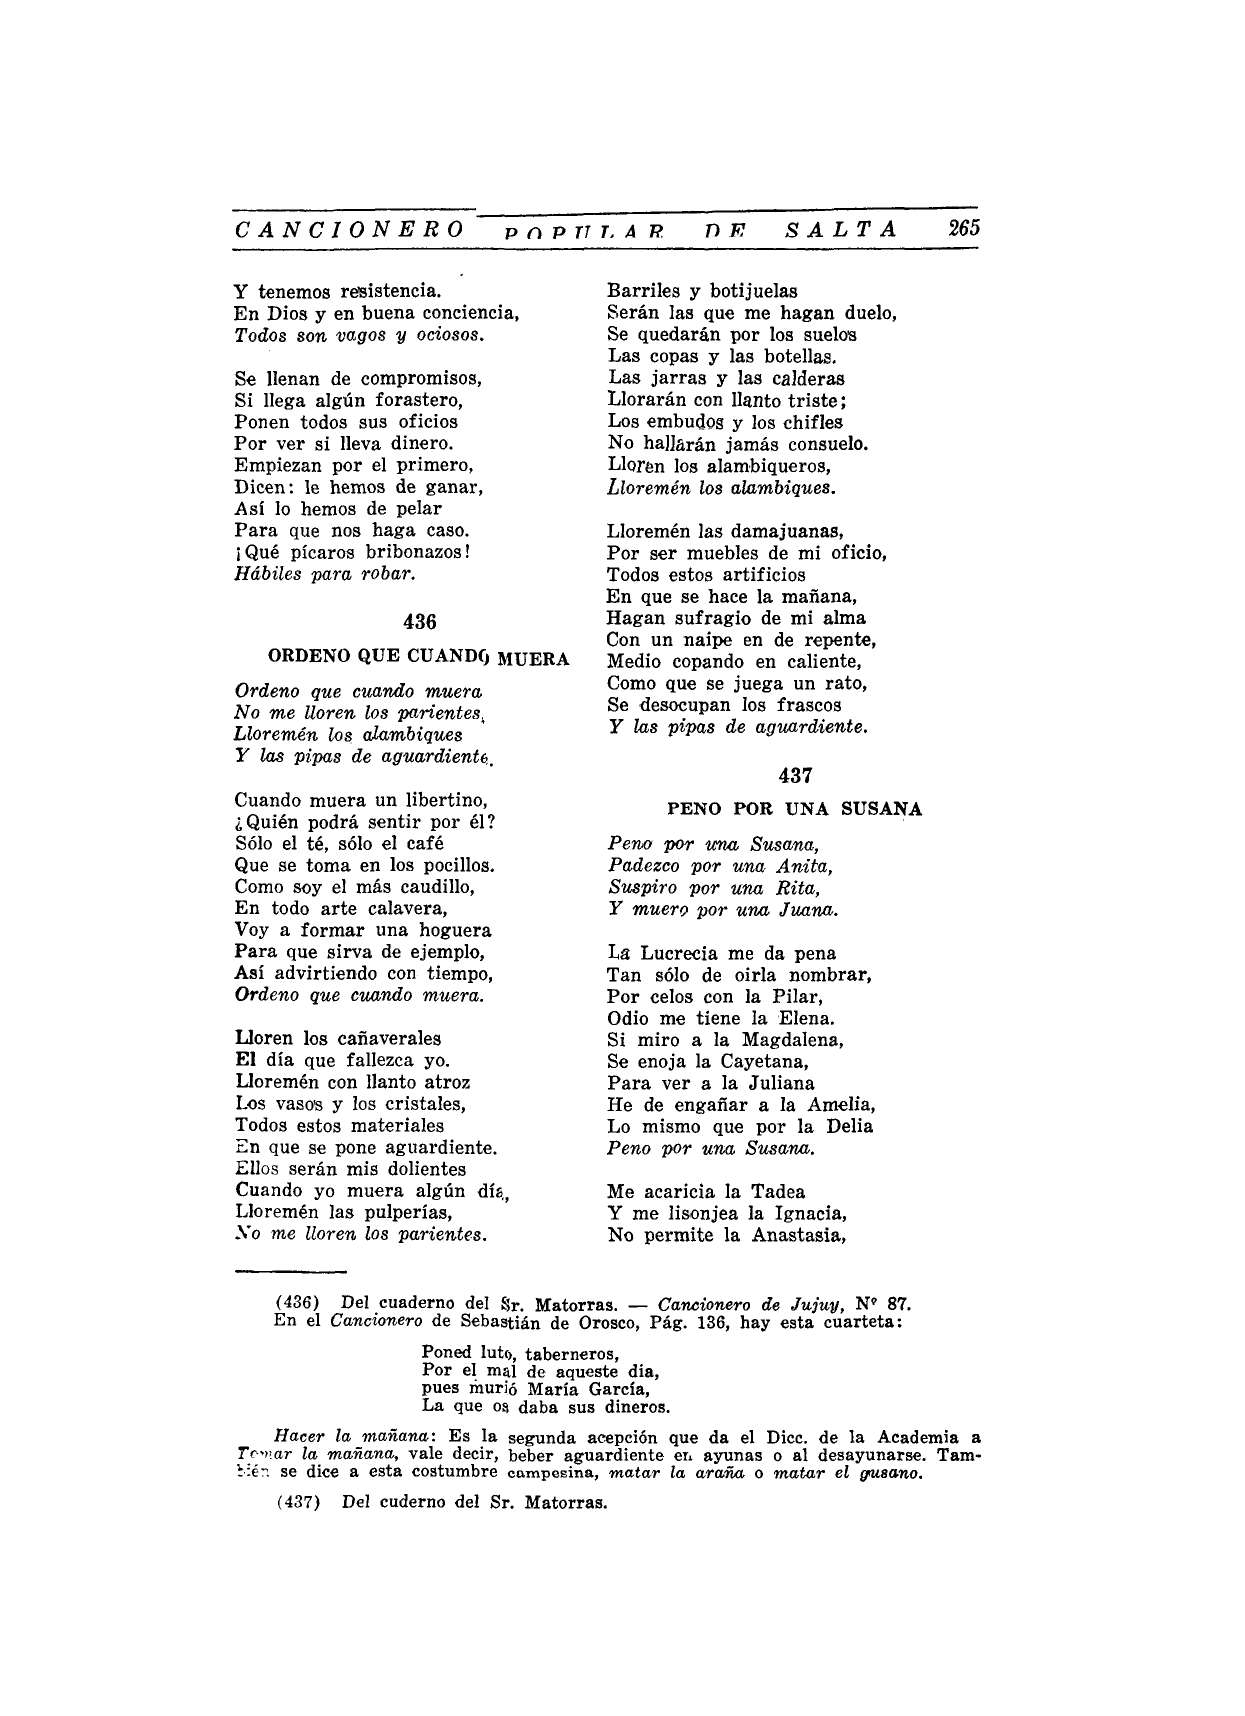 CANCIONERO POPULAR DE SALTA 265
Y tenemos resistencia.
En Dios y en buena conciencia,
Todos son vagos y ociosos.
Se llenan de compromisos,
Si llega algún forastero,
Ponen todos sus oficios
Por ver si lleva dinero.
Empiezan por el primero,
Dicen: le hemos de ganar,
Así lo hemos de pelar
Para que nos haga caso.
¡Qué pícaros bribonazos!
Hábiles para robar.
436
ORDENO QUE CUANDO MUERA
Ordeno que cuando muera
No me lloren los parientes,
Lloremén los alambiques
Y las pipas de aguardiente.
Cuando muera un libertino,
¿Quién podrá sentir por él?
Sólo el té, sólo el café
Que se toma en los pocillos.
Como soy el más caudillo,
En todo arte calavera,
Voy a formar una hoguera
Para que sirva de ejemplo,
Así advirtiendo con tiempo,
Ordeno que cuando muera.
Lloren los cañaverales
El día que fallezca yo.
Lloremén con llanto atroz
Los vasos y los cristales,
Todos estos materiales
En que se pone aguardiente.
Ellos serán mis dolientes
Cuando yo muera algún día,
Lloremén las pulperías,
No me lloren los parientes.
Barriles y botijuelas
Serán las que me hagan duelo,
Se quedarán por los suelos
Las copas y las botellas.
Las jarras y las calderas
Llorarán con llanto triste;
Los embudos y los chifles
No hallarán jamás consuelo.
Lloren los alambiqueros,
Lloremén los alambiques.
Lloremén las damajuanas,
Por ser muebles de mi oficio,
Todos estos artificios
En que se hace la mañana,
Hagan sufragio de mi alma
Con un naipe en de repente,
Medio copando en caliente,
Como que se juega un rato,
Se desocupan los frascos
Y las pipas de aguardiente.
437
PENO POR UNA SUSANA
Peno por una Susana,
Padezco por una Anita,
Suspiro por una Rita,
Y muero por una Juana.
La Lucrecia me da pena
Tan sólo de oirla nombrar,
Por celos con la Pilar,
Odio me tiene la Elena.
Si miro a la Magdalena,
Se enoja la Cayetana,
Para ver a la Juliana
He de engañar a la Amelia,
Lo mismo que por la Delia
Peno por una Susana.
Me acaricia la Tadea
Y me lisonjea la Ignacia,
No permite la Anastasia,
(436) Del cuaderno del Sr. Matorras. — Cancionero de Jujuy, Nº 87.
En el Cancionero de Sebastián de Orosco, Pág. 136, hay esta cuarteta:
Poned luto, taberneros,
Por el mal de aqueste dia,
pues murió María García,
La que os daba sus dineros.
Hacer la mañana: Es la segunda acepción que da el Dicc. de la Academia a
Tomar la mañana, vale decir, beber aguardiente en ayunas o al desayunarse. Tam-
bién se dice a esta costumbre campesina, matar la araña o matar el gusano.
(437) Del cuderno del Sr. Matorras.